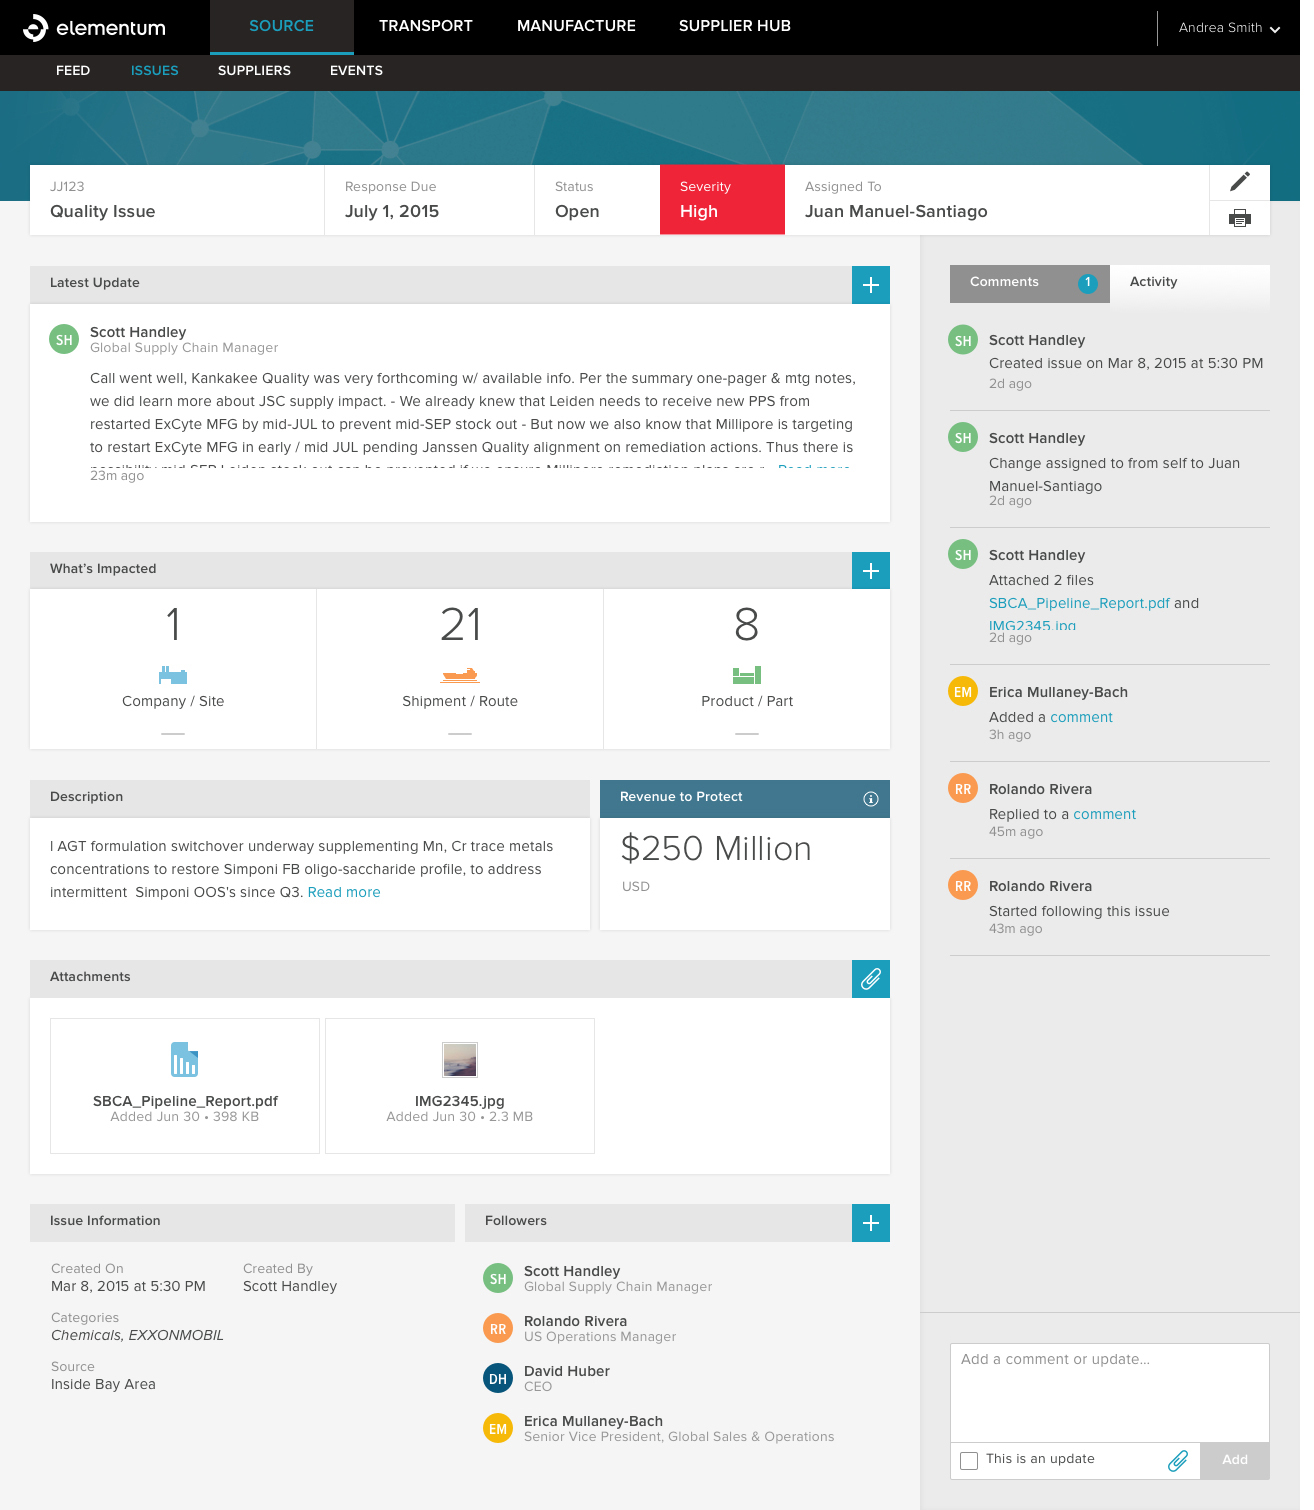 elementum
SOURCE
TRANSPORT
MANUFACTURE
SUPPLIER HUB
Andrea Smith
FEED
ISSUES
SUPPLIERS
EVENTS
JJ123
Quality Issue
Response Due
July 1, 2015
Status
Open
Severity
High
Assigned To
Juan Manuel-Santiago
Latest Update
SH
Scott Handley
Global Supply Chain Manager
Call went well, Kankakee Quality was very forthcoming w/ available info. Per the summary one-pager & mtg notes,
we did learn more about JSC supply impact. - We already knew that Leiden needs to receive new PPS from
restarted ExCyte MFG by mid-JUL to prevent mid-SEP stock out - But now we also know that Millipore is targeting
to restart ExCyte MFG in early / mid JUL pending Janssen Quality alignment on remediation actions. Thus there is
23m ago
What's Impacted
1
Company / Site
21
Shipment / Route
8
Product / Part
Description
I AGT formulation switchover underway supplementing Mn, Cr trace metals
concentrations to restore Simponi FB oligo-saccharide profile, to address
intermittent  Simponi OOS's since Q3. Read more
Revenue to Protect
$250 Million
USD
Attachments
SBCA_Pipeline_Report.pdf
Added Jun 30 • 398 KB
IMG2345.jpg
Added Jun 30 • 2.3 MB
Issue Information
Created On
Mar 8, 2015 at 5:30 PM
Created By
Scott Handley
Categories
Chemicals, EXXONMOBIL
Source
Inside Bay Area
Followers
SH
Scott Handley
Global Supply Chain Manager
RR
Rolando Rivera
US Operations Manager
DH
David Huber
CEO
EM
Erica Mullaney-Bach
Senior Vice President, Global Sales & Operations
Comments 1
Activity
SH
Scott Handley
Created issue on Mar 8, 2015 at 5:30 PM
2d ago
SH
Scott Handley
Change assigned to from self to Juan
Manuel-Santiago
2d ago
SH
Scott Handley
Attached 2 files
SBCA_Pipeline_Report.pdf and
IMG2345.jpg
2d ago
EM
Erica Mullaney-Bach
Added a comment
3h ago
RR
Rolando Rivera
Replied to a comment
45m ago
RR
Rolando Rivera
Started following this issue
43m ago
Add a comment or update...
This is an update
Add